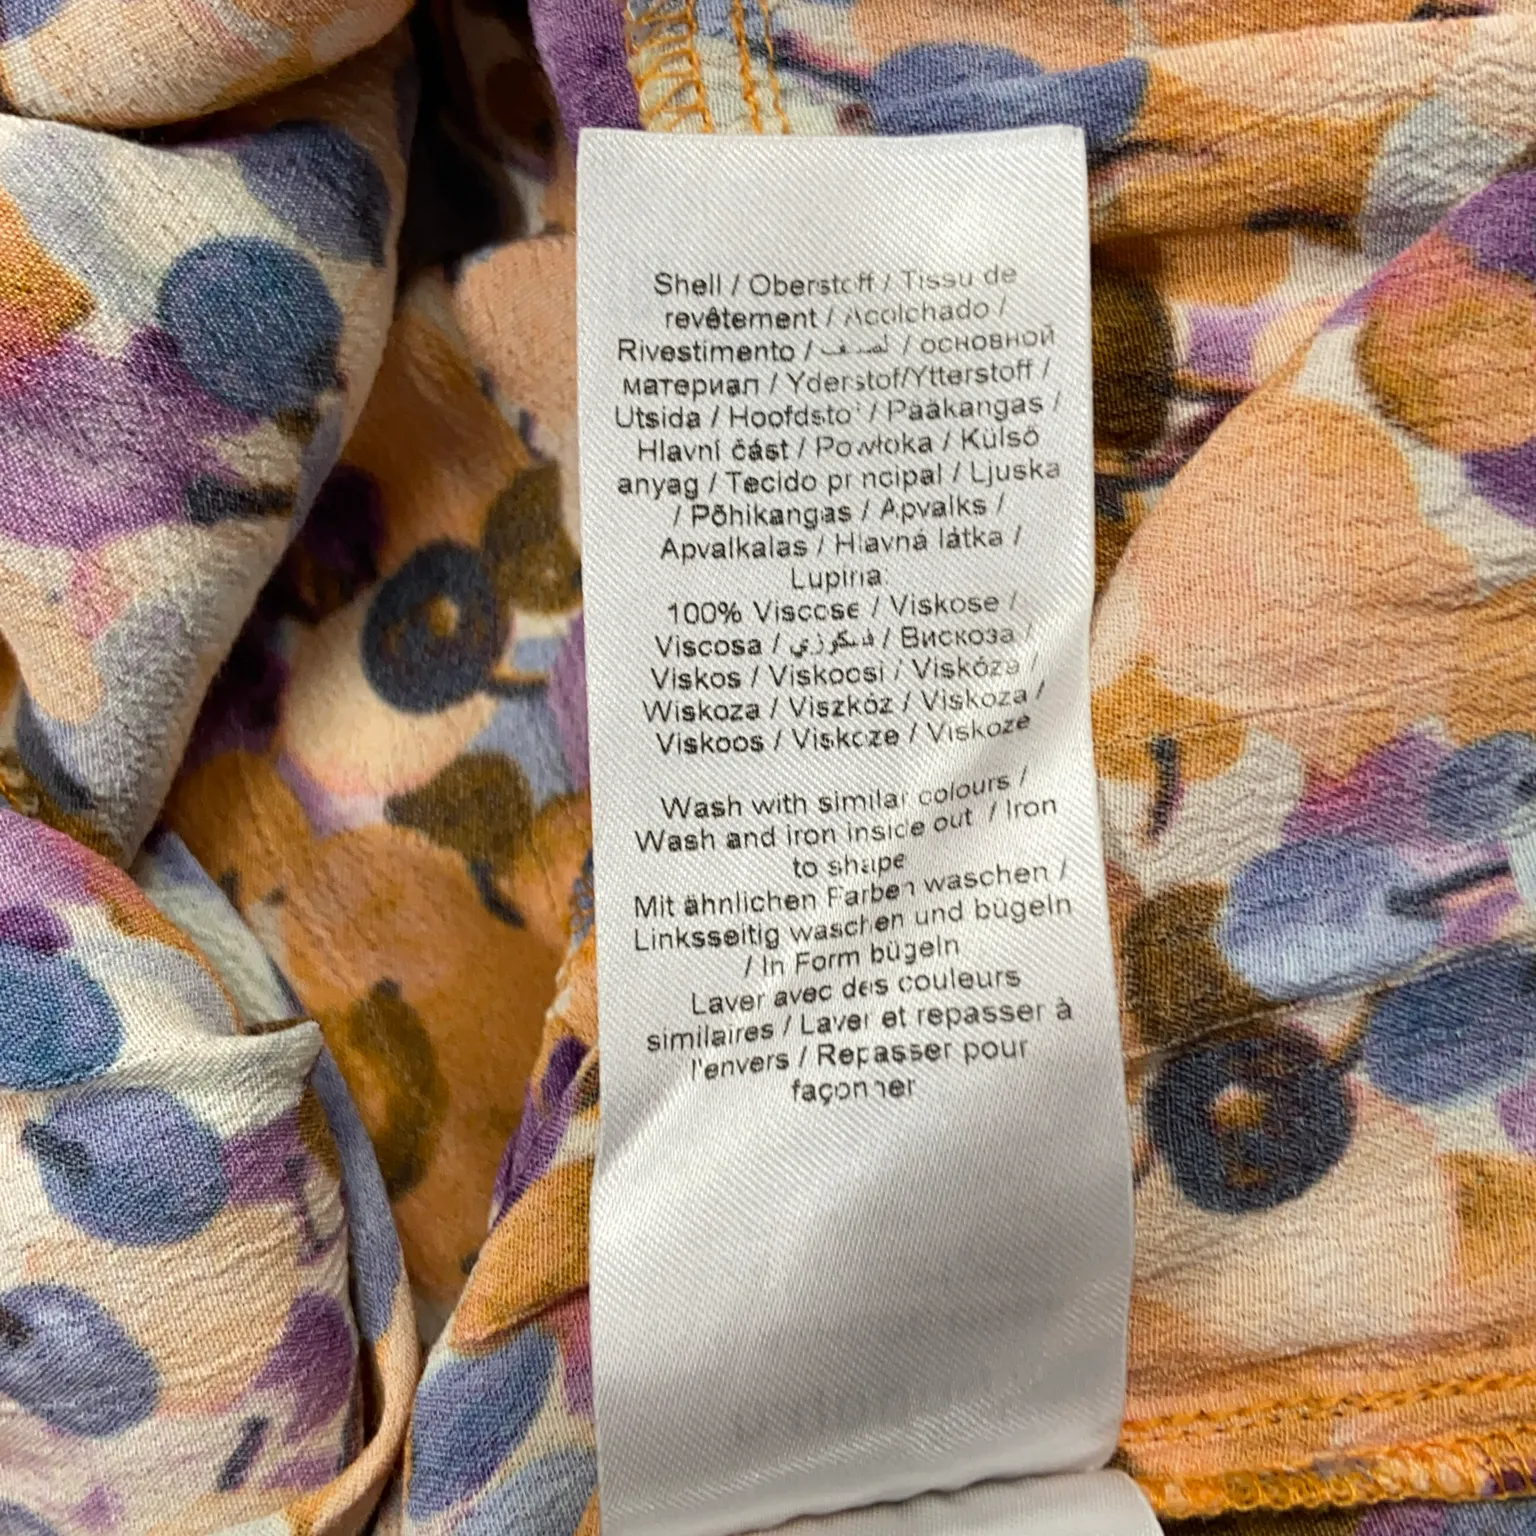 Shell / Oberstoff / Tissu de
revêtement / Acolchado /
Rivestimento / / основной
материал / Yderstof/Ytterstoff /
Utsida / Hoofdstof / Pääkangas /
Hlavní část / Powłoka / Külső
anyag / Tecido principal / Ljuska
/ Põhikangas / Apvalks /
Apvalkalas / Hlavná látka /
Lupina:
100% Viscose / Viskose /
Viscosa / فسكوزي / Вискоза /
Viskos / Viskoosi / Viskóza /
Wiskoza / Viszkóz / Viskoza /
Viskoos / Viskoze / Viskoze
Wash with similar colours /
Wash and iron inside out / Iron
to shape
Mit ähnlichen Farben waschen /
Linksseitig waschen und bügeln
/ In Form bügeln
Laver avec des couleurs
similaires / Laver et repasser à
l'envers / Repasser pour
façonner